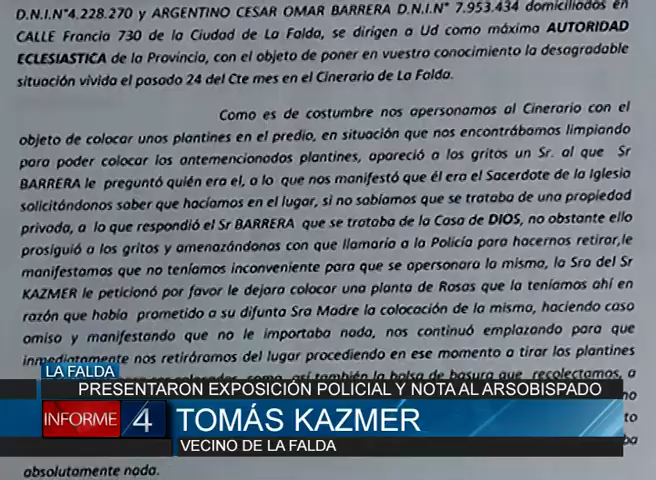 D.N.I.N°4.228.270 y ARGENTINO CESAR OMAR BARRERA D.N.I.N° 7.953.434 domiciliados en
CALLE Francia 730 de la Ciudad de La Falda, se dirigen a Ud como máxima AUTORIDAD
ECLESIASTICA de la Provincia, con el objeto de poner en vuestro conocimiento la desagradable
situación vivida el pasado 24 del Cte mes en el Cinerario de La Falda.
Como es de costumbre nos apersonamos al Cinerario con el
objeto de colocar unos plantines en el predio, en situación que nos encontrábamos limpiando
para poder colocar los antemencionados plantines, apareció a los gritos un Sr. al que Sr
BARRERA le preguntó quién era el, a lo que nos manifestó que él era el Sacerdote de la Iglesia
solicitándonos saber que hacíamos en el lugar, si no sabíamos que se trataba de una propiedad
privada, a lo que respondió el Sr BARRERA que se trataba de la Casa de DIOS, no obstante ello
prosiguió a los gritos y amenazándonos con que llamaría a la Policía para hacernos retirar,le
manifestamos que no teníamos inconveniente para que se apersonara la misma, la Sra del Sr
KAZMER le peticionó por favor le dejara colocar una planta de Rosas que la teníamos ahí en
razón que había prometido a su difunta Sra Madre la colocación de la misma, haciendo caso
omiso y manifestando que no le importaba nada, nos continuó emplazando para que
inmediatamente nos retiráramos del lugar procediendo en ese momento a tirar los plantines
como así también la bolsa de basura que recolectamos, a
LA FALDA
PRESENTARON EXPOSICIÓN POLICIAL Y NOTA AL ARSOBISPADO
INFORME 4 TOMÁS KAZMER
VECINO DE LA FALDA
absolutamente nada.